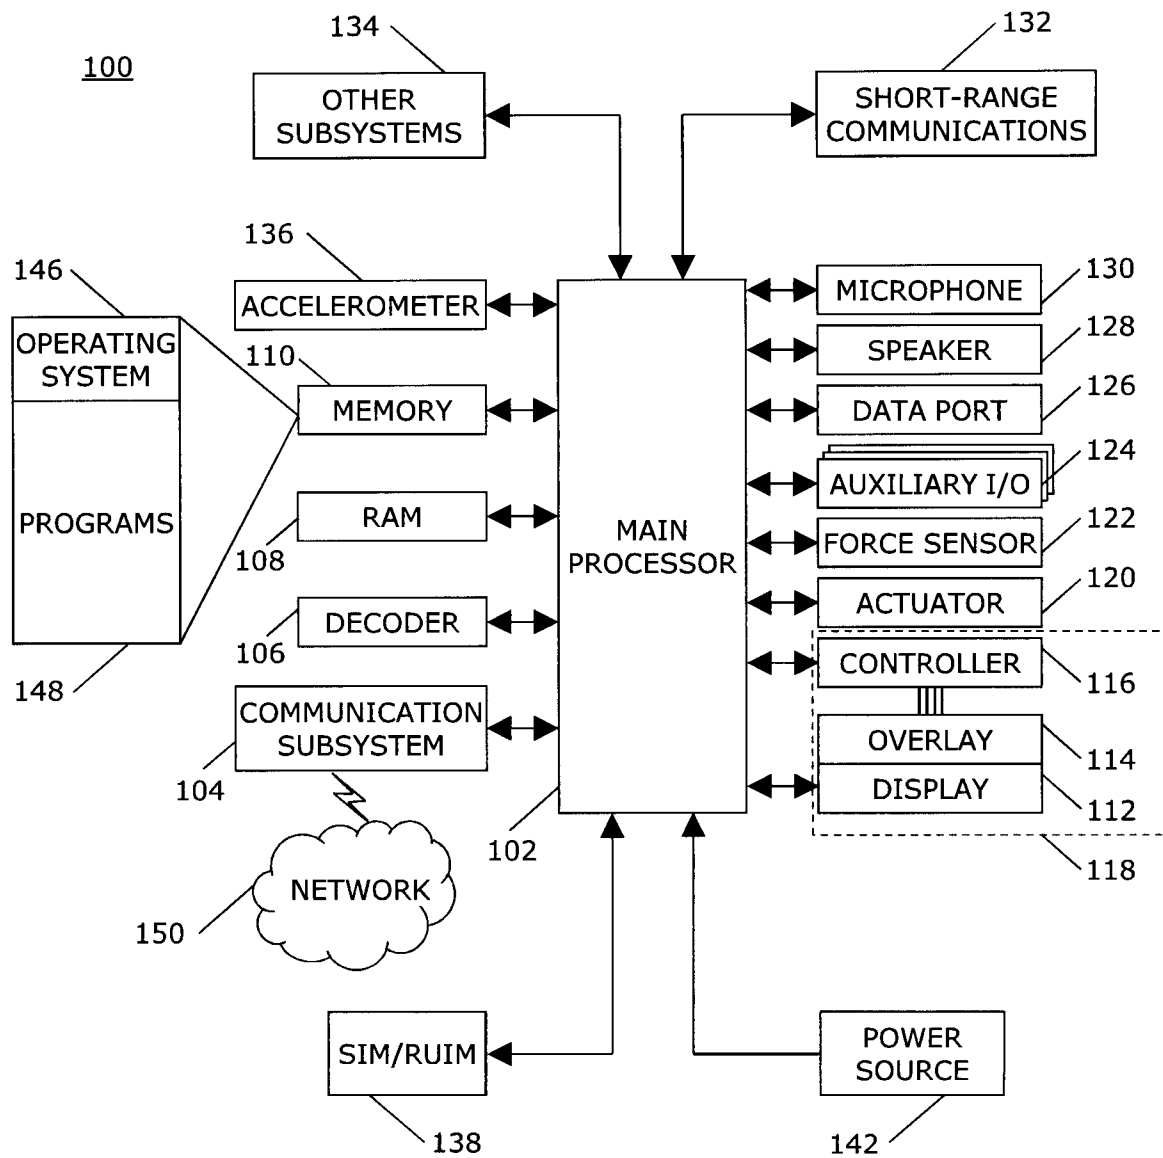 134
132
100
OTHER
SUBSYSTEMS
SHORT-RANGE
COMMUNICATIONS
136
146
ACCELEROMETER
MICROPHONE
130
OPERATING
SYSTEM
110
SPEAKER
128
MEMORY
DATA PORT
126
AUXILIARY I/O
124
PROGRAMS
RAM
108
MAIN
PROCESSOR
FORCE SENSOR
122
ACTUATOR
120
DECODER
106
CONTROLLER
116
148
COMMUNICATION
SUBSYSTEM
104
OVERLAY
114
DISPLAY
112
102
118
NETWORK
150
SIM/RUIM
POWER
SOURCE
138
142